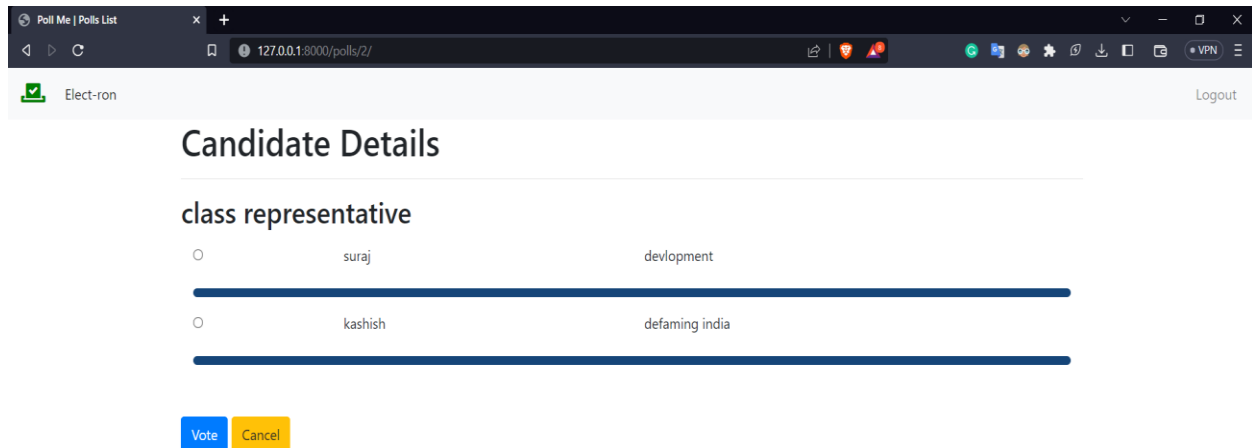 Poll Me | Polls List
127.0.0.1:8000/polls/2/
VPN
Elect-ron Logout
Candidate Details
class representative
suraj devlopment
kashish defaming india
Vote Cancel